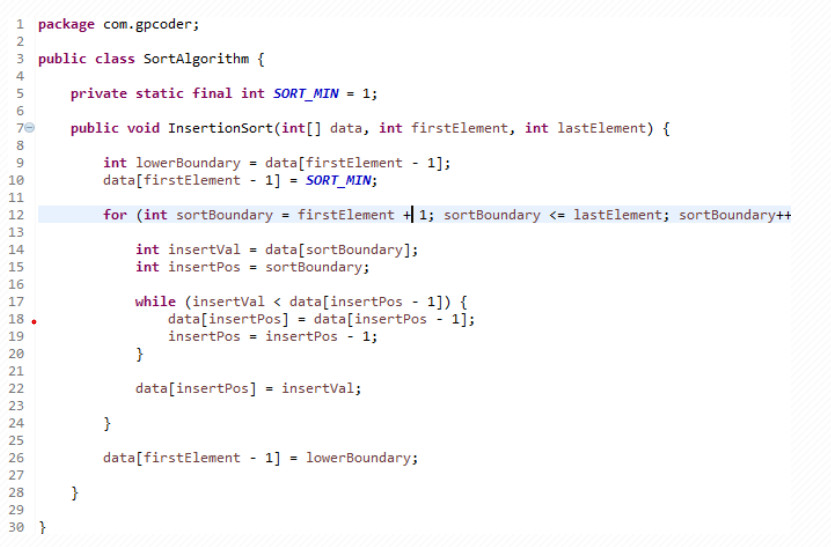 1 package com.gpcoder;
2
3 public class SortAlgorithm {
4
5     private static final int SORT_MIN = 1;
6
7     public void InsertionSort(int[] data, int firstElement, int lastElement) {
8
9         int lowerBoundary = data[firstElement - 1];
10         data[firstElement - 1] = SORT_MIN;
11
12         for (int sortBoundary = firstElement + 1; sortBoundary <= lastElement; sortBoundary++
13
14             int insertVal = data[sortBoundary];
15             int insertPos = sortBoundary;
16
17             while (insertVal < data[insertPos - 1]) {
18                 data[insertPos] = data[insertPos - 1];
19                 insertPos = insertPos - 1;
20             }
21
22             data[insertPos] = insertVal;
23
24         }
25
26         data[firstElement - 1] = lowerBoundary;
27
28     }
29
30 }